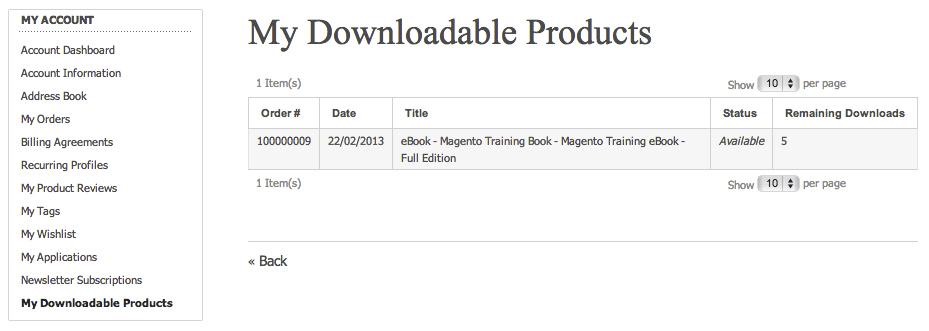 MY ACCOUNT
Account Dashboard
Account Information
Address Book
My Orders
Billing Agreements
Recurring Profiles
My Product Reviews
My Tags
My Wishlist
My Applications
Newsletter Subscriptions
My Downloadable Products
My Downloadable Products
1 Item(s) Show 10 per page
Order # Date Title Status Remaining Downloads
100000009 22/02/2013 eBook - Magento Training Book - Magento Training eBook - Available 5
Full Edition
1 Item(s) Show 10 per page
« Back